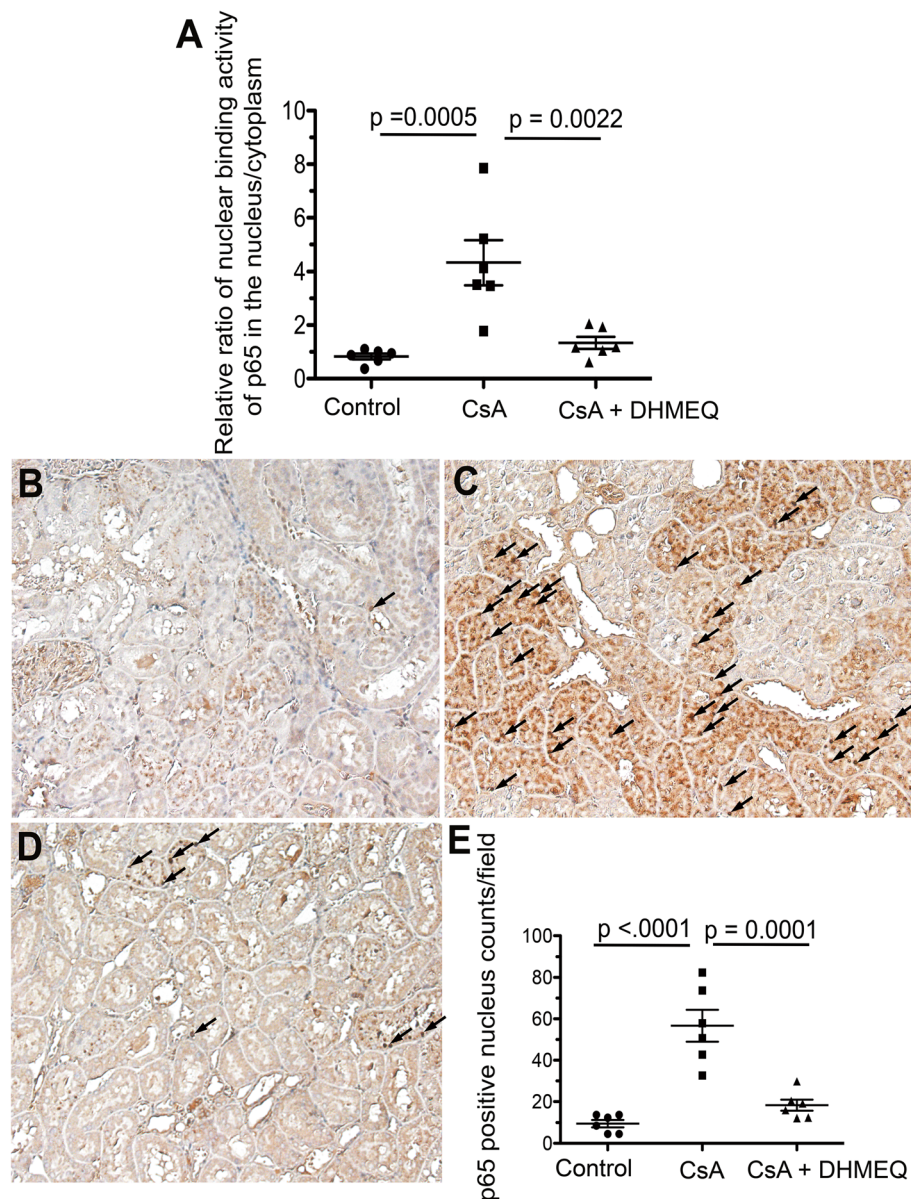 A
Relative ratio of nuclear binding activity
of p65 in the nucleus/cytoplasm
p =0.0005
p = 0.0022
10
8
6
4
2
0
Control
CsA
CsA + DHMEQ
B
C
D
E
p65 positive nucleus counts/field
p <.0001
p = 0.0001
100
80
60
40
20
0
Control
CsA
CsA + DHMEQ